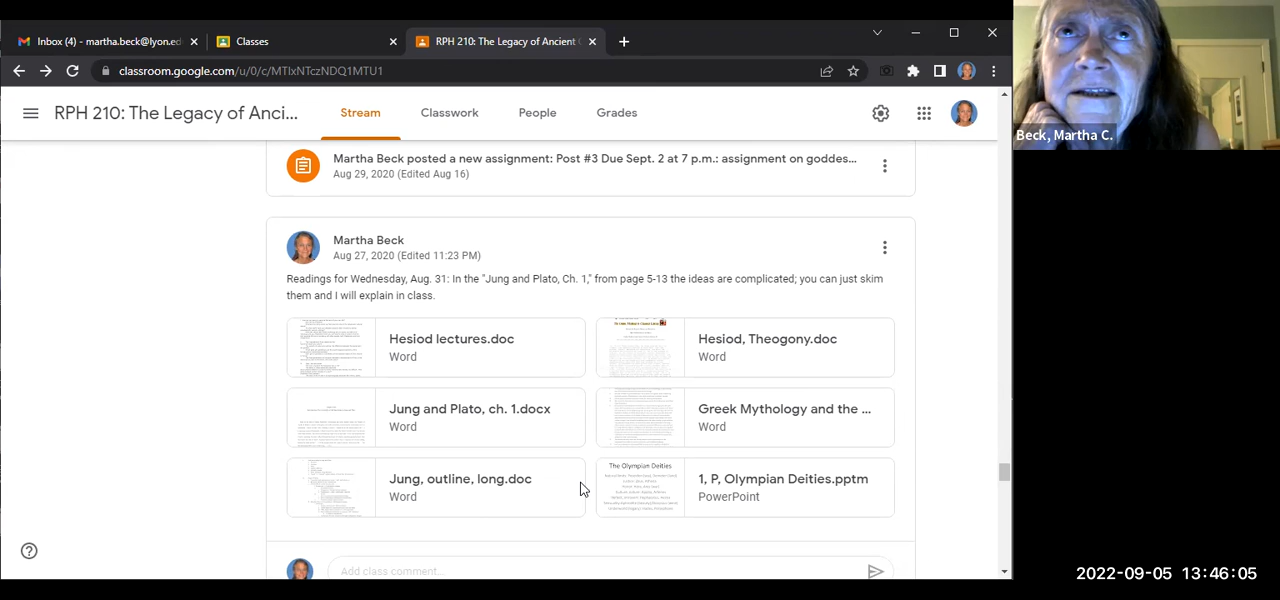 Inbox (4) - martha.beck@lyon.ed
Classes
RPH 210: The Legacy of Ancient
classroom.google.com/u/0/c/MTIxNTczNDQ1MTU1
Beck, Martha C.
RPH 210: The Legacy of Anci...
Stream
Classwork
People
Grades
Martha Beck posted a new assignment: Post #3 Due Sept. 2 at 7 p.m.: assignment on goddes...
Aug 29, 2020 (Edited Aug 16)
Martha Beck
Aug 27, 2020 (Edited 11:23 PM)
Readings for Wednesday, Aug. 31: In the "Jung and Plato, Ch. 1," from page 5-13 the ideas are complicated; you can just skim
them and I will explain in class.
Hesiod lectures.doc
Word
Hesiod, Theogony.doc
Word
Jung and Plato, ch. 1.docx
Word
Greek Mythology and the ...
Word
Jung, outline, long.doc
Word
The Olympian Deities
1, P, Olympian Deities.pptm
PowerPoint
Add class comment...
2022-09-05 13:46:05